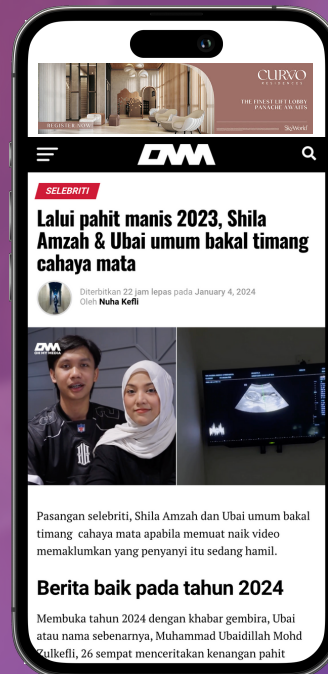 CURVO
RESIDENCES
THE FINEST LIFT LOBBY
PANACHE AWAITS
REGISTER NOW
SkyWorld
DWM
SELEBRITI
Lalui pahit manis 2023, Shila
Amzah & Ubai umum bakal timang
cahaya mata
Diterbitkan 22 jam lepas pada January 4, 2024
Oleh Nuha Kefli
Pasangan selebriti, Shila Amzah dan Ubai umum bakal
timang cahaya mata apabila memuat naik video
memaklumkan yang penyanyi itu sedang hamil.
Berita baik pada tahun 2024
Membuka tahun 2024 dengan khabar gembira, Ubai
atau nama sebenarnya, Muhammad Ubaidillah Mohd
Zulkefli, 26 sempat menceritakan kenangan pahit